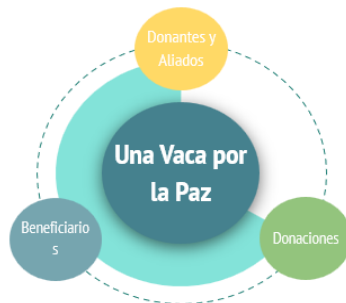 Donantes y
Aliados
Una Vaca por
la Paz
Beneficiario
s
Donaciones